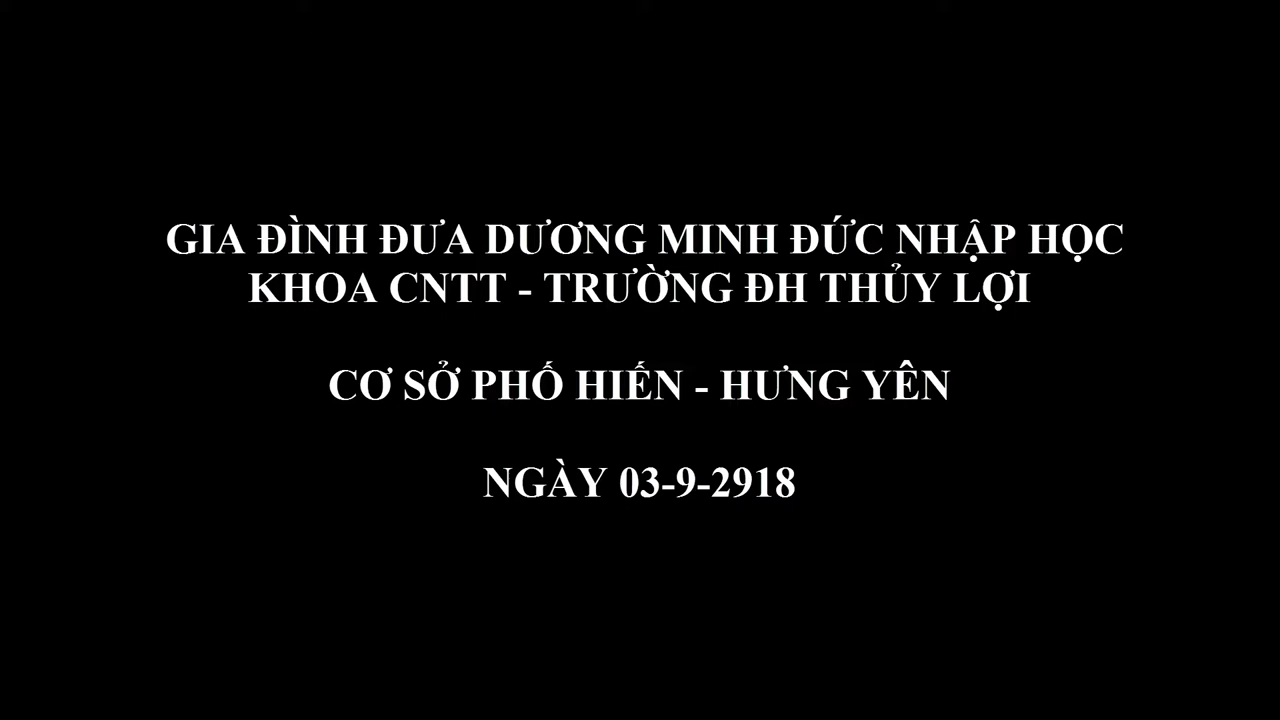 GIA ĐÌNH ĐƯA DƯƠNG MINH ĐỨC NHẬP HỌC
KHOA CNTT - TRƯỜNG ĐH THỦY LỢI
CƠ SỞ PHỐ HIẾN - HƯNG YÊN
NGÀY 03-9-2918